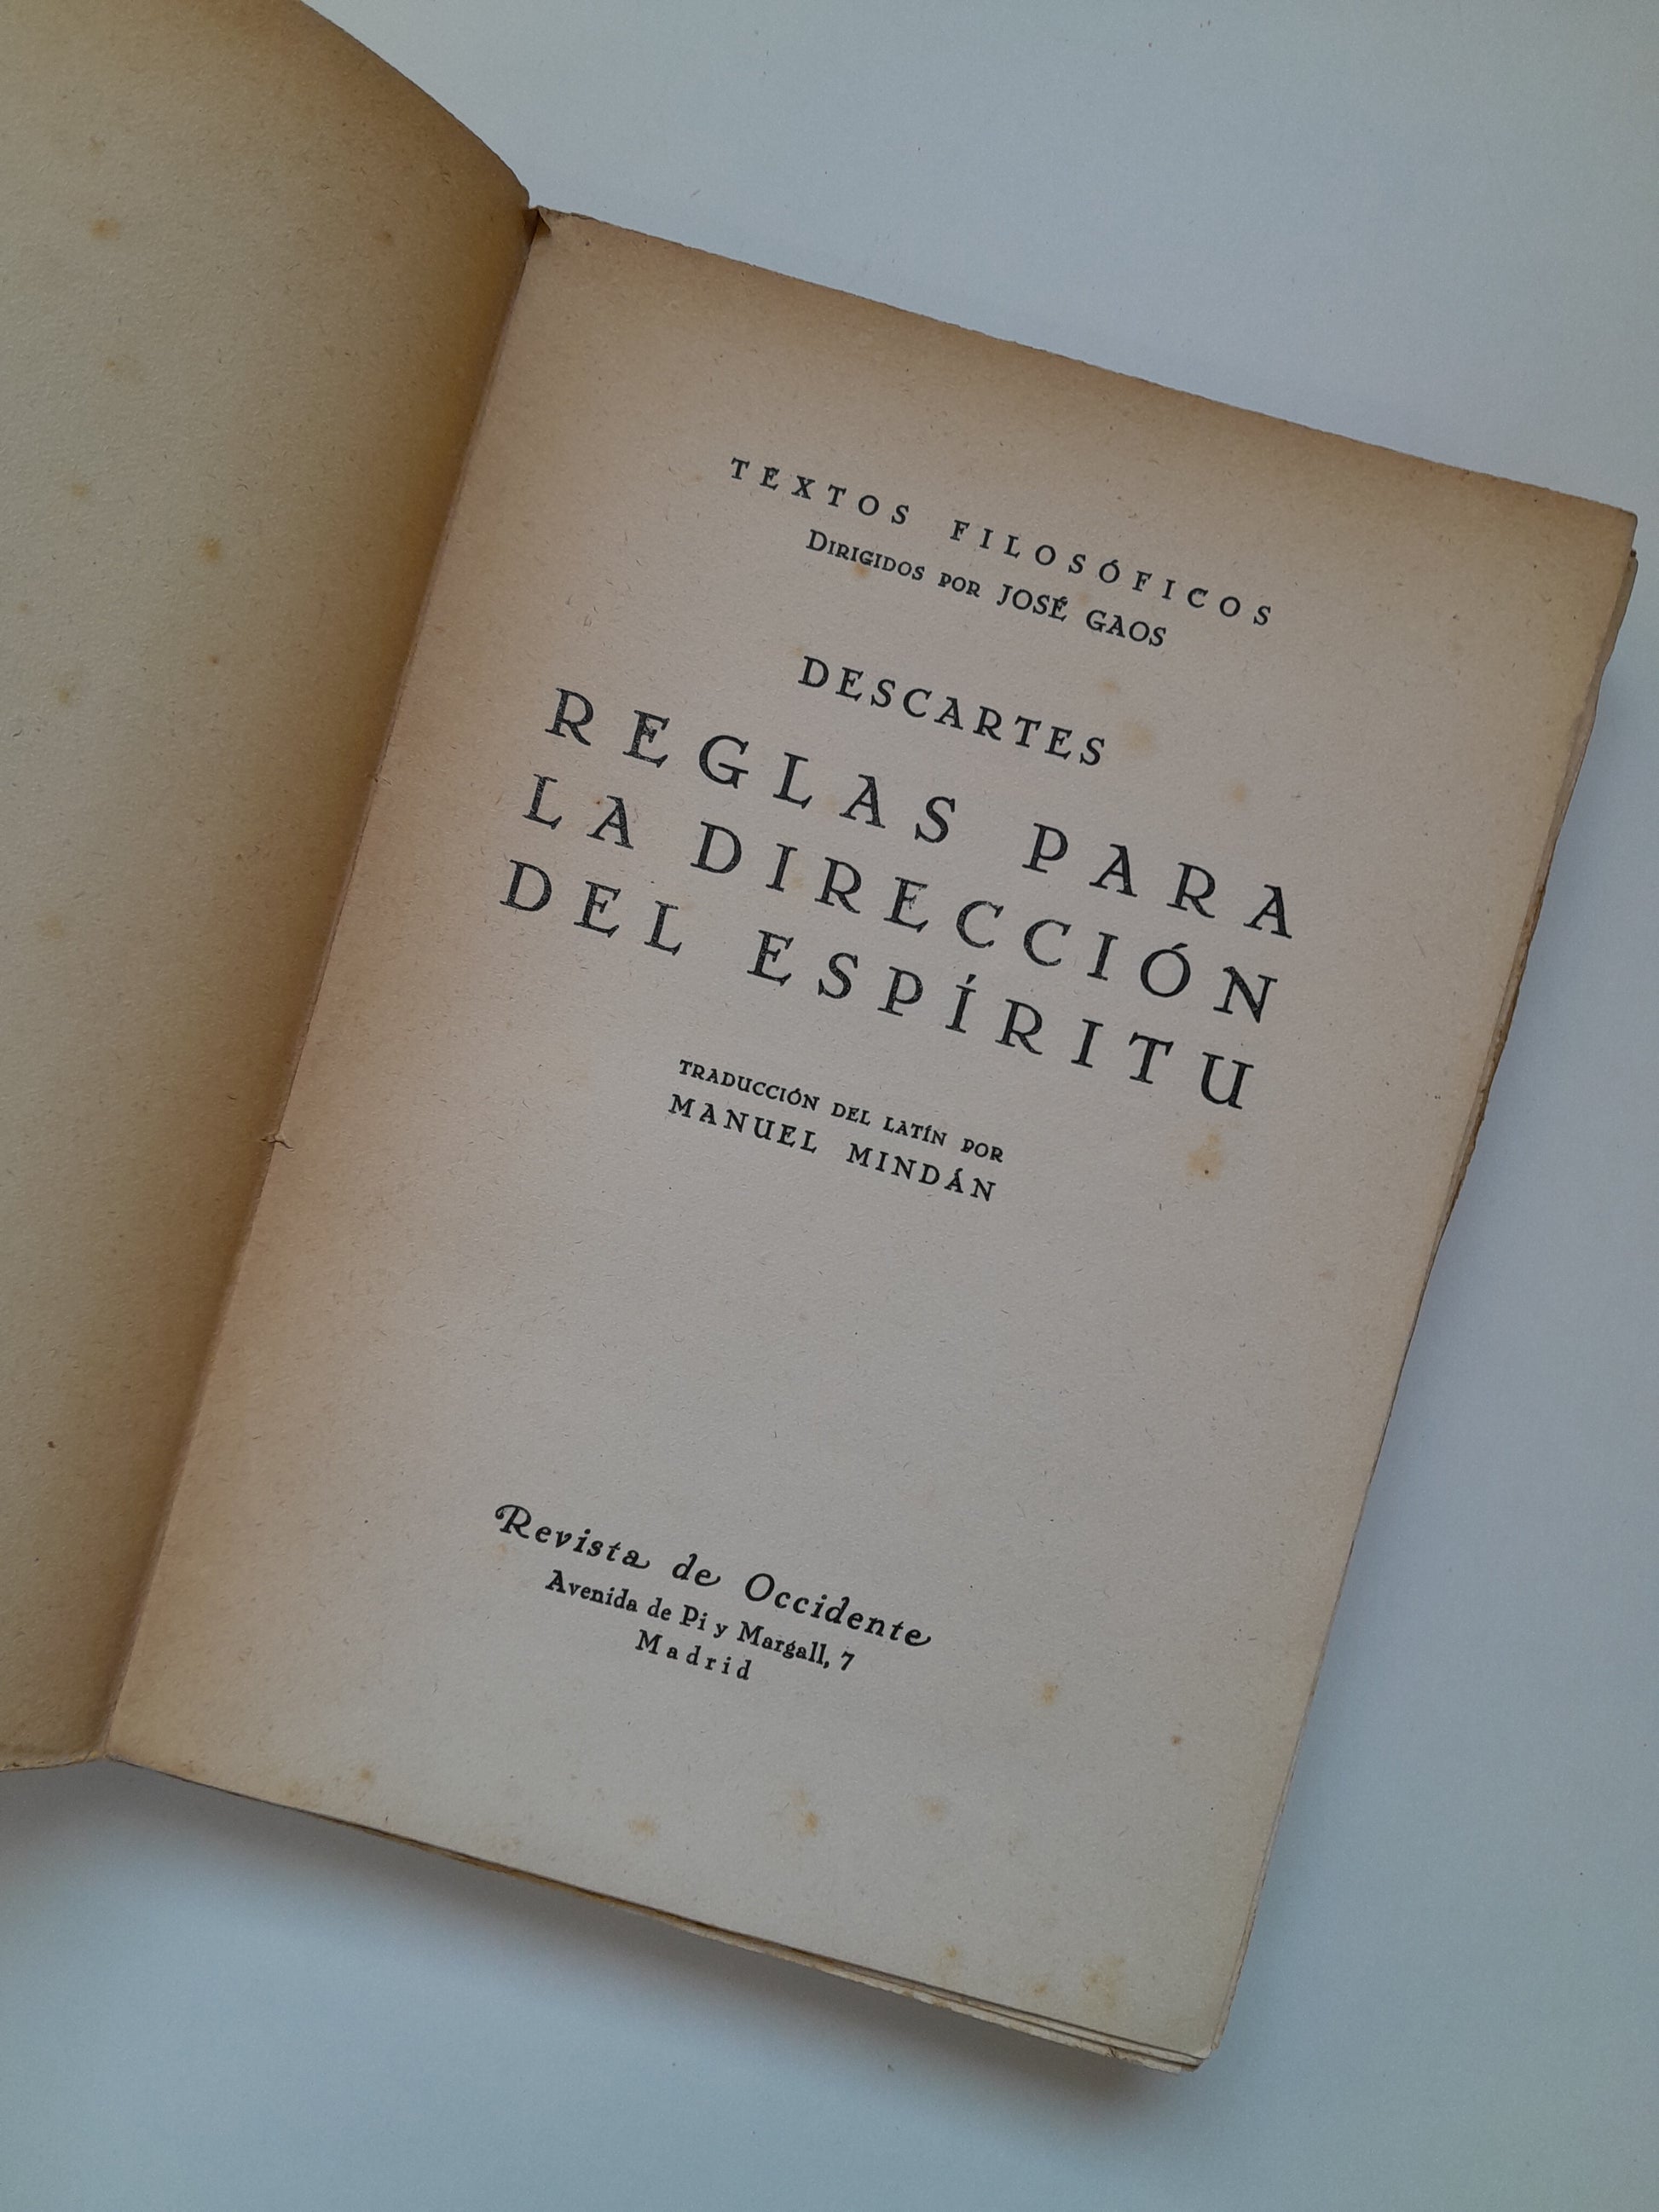 TEXTOS FILOSÓFICOS
DIRIGIDOS POR JOSÉ GAOS
DESCARTES
REGLAS PARA
LA DIRECCIÓN
DEL ESPÍRITU
TRADUCCIÓN DEL LATÍN POR
MANUEL MINDÁN
Revista de Occidente
Avenida de Pi y Margall, 7
Madrid